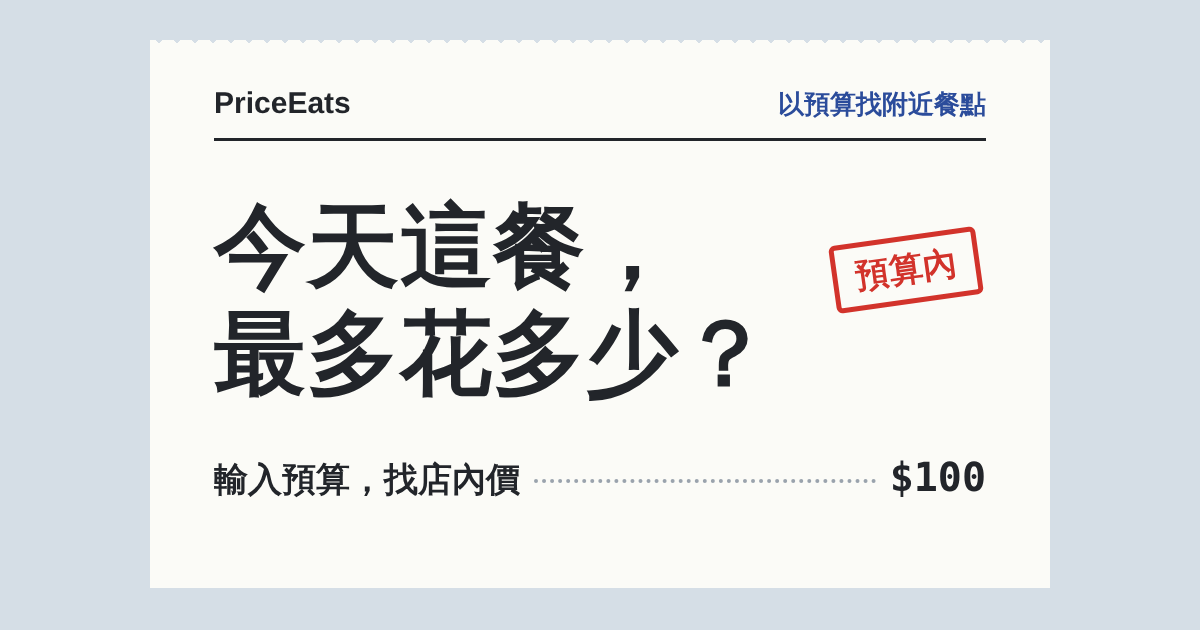 PriceEats
以預算找附近餐點
今天這餐，
最多花多少？
預算內
輸入預算，找店內價 $100